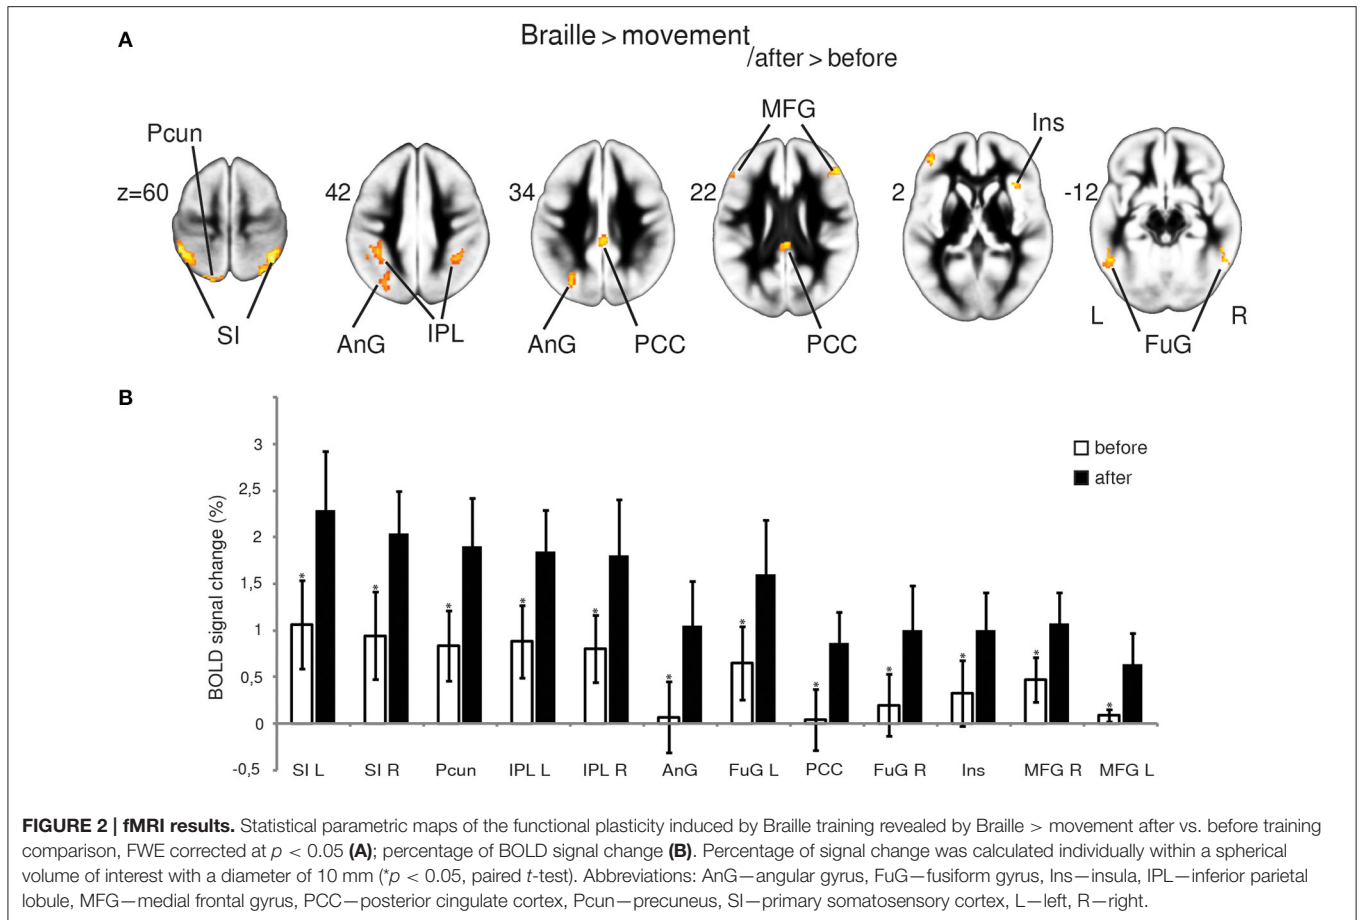 A
Braille > movement
/after > before
MFG
Ins
Pcun
z=60
42
34
22
2
-12
SI
AnG
IPL
AnG
PCC
PCC
L
R
FuG
B
before
after
BOLD signal change (%)
3
2,5
2
1,5
1
0,5
0
-0,5
* * * * * * * * * * * *
SI L SI R Pcun IPL L IPL R AnG FuG L PCC FuG R Ins MFG R MFG L
FIGURE 2 | fMRI results. Statistical parametric maps of the functional plasticity induced by Braille training revealed by Braille > movement after vs. before training
comparison, FWE corrected at p < 0.05 (A); percentage of BOLD signal change (B). Percentage of signal change was calculated individually within a spherical
volume of interest with a diameter of 10 mm (*p < 0.05, paired t-test). Abbreviations: AnG—angular gyrus, FuG—fusiform gyrus, Ins—insula, IPL—inferior parietal
lobule, MFG—medial frontal gyrus, PCC—posterior cingulate cortex, Pcun—precuneus, SI—primary somatosensory cortex, L—left, R—right.